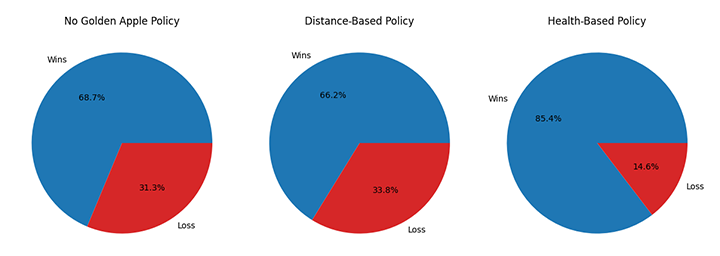 No Golden Apple Policy
Wins
68.7%
31.3%
Loss
Distance-Based Policy
Wins
66.2%
33.8%
Loss
Health-Based Policy
Wins
85.4%
14.6%
Loss